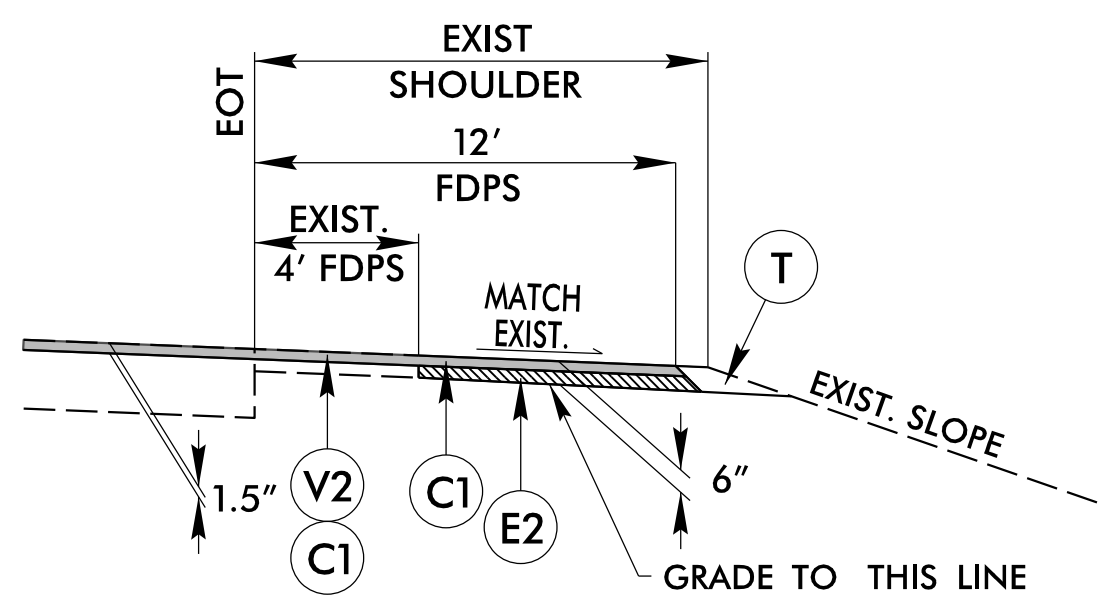 EXIST
SHOULDER
EOT
12'
FDPS
EXIST.
4' FDPS
T
MATCH
EXIST.
EXIST. SLOPE
1.5"
V2
C1
C1
E2
6"
GRADE TO THIS LINE